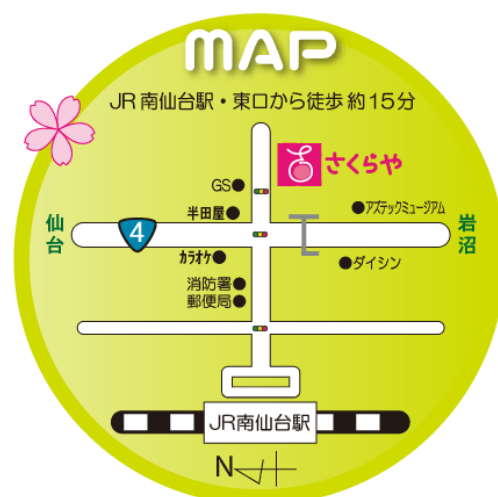 MAP
JR 南仙台駅・東口から徒歩 約15分
さくらや
GS
半田屋
アズテックミュージアム
仙台
4
岩沼
カラオケ
ダイシン
消防署
郵便局
JR南仙台駅
N